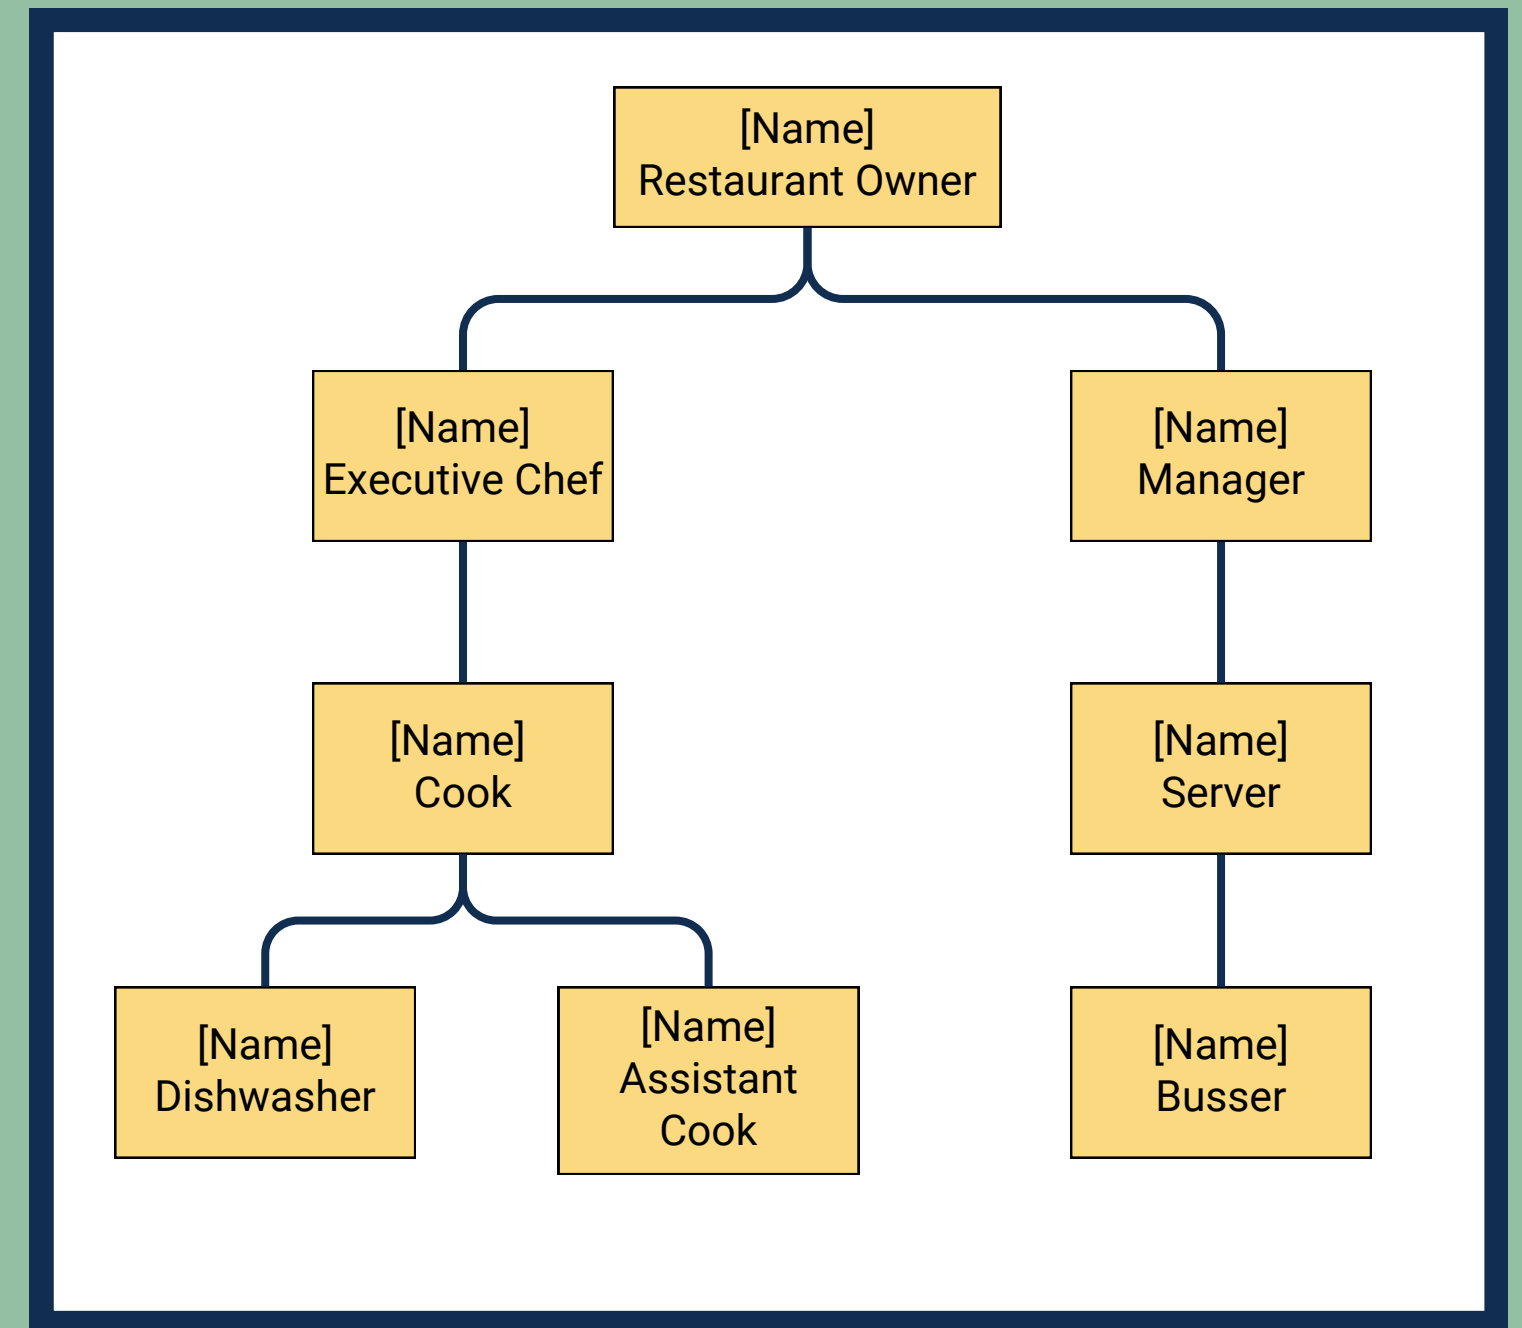 [Name]
Restaurant Owner
[Name]
Executive Chef
[Name]
Manager
[Name]
Cook
[Name]
Server
[Name]
Dishwasher
[Name]
Assistant
Cook
[Name]
Busser